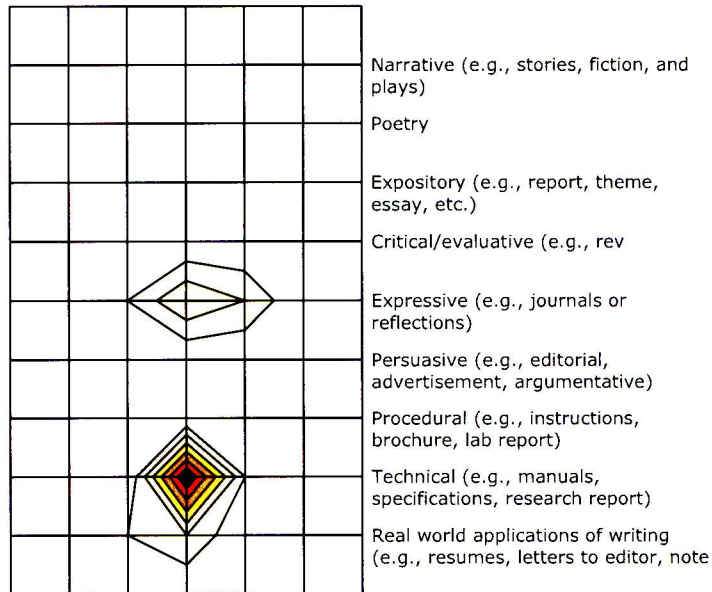 Narrative (e.g., stories, fiction, and
plays)
Poetry
Expository (e.g., report, theme,
essay, etc.)
Critical/evaluative (e.g., rev
Expressive (e.g., journals or
reflections)
Persuasive (e.g., editorial,
advertisement, argumentative)
Procedural (e.g., instructions,
brochure, lab report)
Technical (e.g., manuals,
specifications, research report)
Real world applications of writing
(e.g., resumes, letters to editor, note